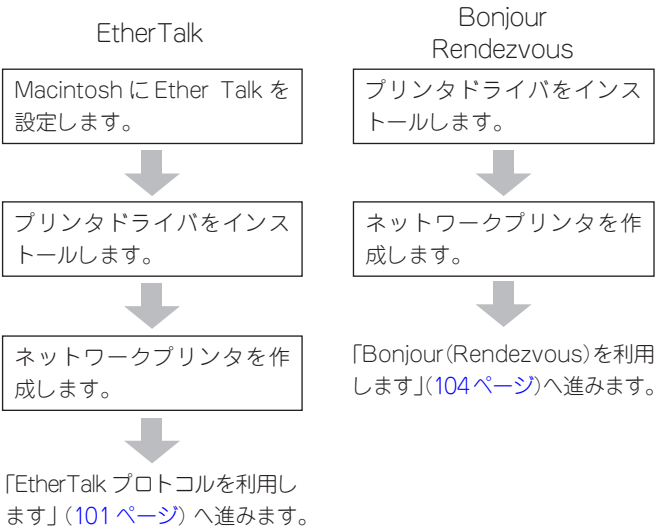 EtherTalk
Macintosh に Ether Talk を
設定します。
プリンタドライバをインス
トールします。
ネットワークプリンタを作
成します。
「EtherTalk プロトコルを利用し
ます」（101 ページ）へ進みます。
Bonjour
Rendezvous
プリンタドライバをインス
トールします。
ネットワークプリンタを作
成します。
「Bonjour（Rendezvous）を利用
します」（104 ページ）へ進みます。